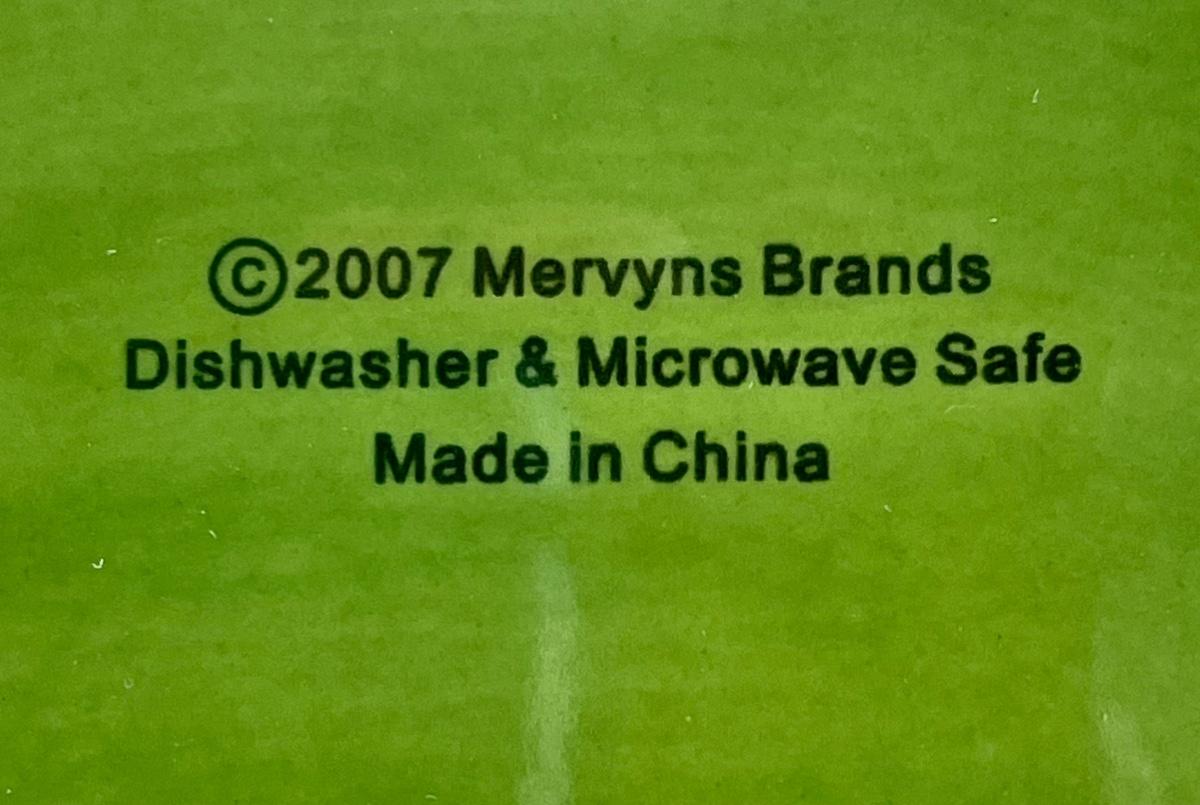 ©2007 Mervyns Brands
Dishwasher & Microwave Safe
Made in China